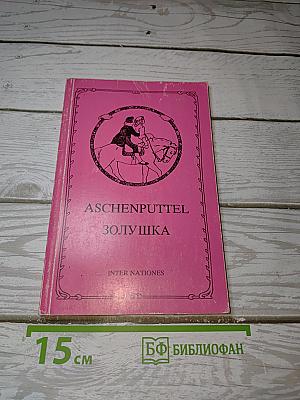 ASCHENPUTTEL
ЗОЛУШКА
INTER NATIONES
15 см
БФ БИБЛИОФАН